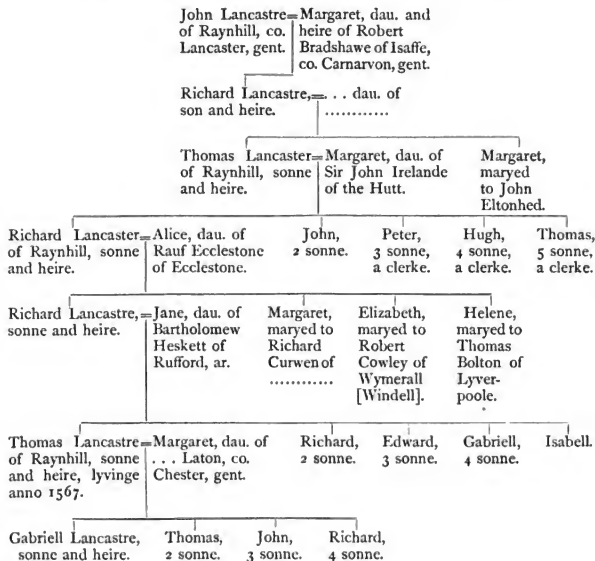 John Lancastre = Margaret, dau. and
of Raynhill, co. heire of Robert
Lancaster, gent. Bradshawe of Isaffe,
co. Carnarvon, gent.
Richard Lancastre, = . . . dau. of
son and heire. ............
Thomas Lancaster = Margaret, dau. of Margaret,
of Raynhill, sonne Sir John Irelande maryed
and heire. of the Hutt. to John
Eltonhed.
Richard Lancaster = Alice, dau. of John, Peter, Hugh, Thomas,
of Raynhill, sonne Rauf Ecclestone 2 sonne. 3 sonne, 4 sonne, 5 sonne,
and heire. of Ecclestone. a clerke. a clerke. a clerke.
Richard Lancastre, = Jane, dau. of Margaret, Elizabeth, Helene,
sonne and heire. Bartholomew maryed to maryed to maryed to
Heskett of Richard Robert Thomas
Rufford, ar. Curwen of Cowley of Bolton of
............ Wymerall Lyver-
[Windell]. poole.
Thomas Lancastre = Margaret, dau. of Richard, Edward, Gabriell, Isabell.
of Raynhill, sonne . . . Laton, co. 2 sonne. 3 sonne. 4 sonne.
and heire, lyvinge Chester, gent.
anno 1567.
Gabriell Lancastre, Thomas, John, Richard,
sonne and heire. 2 sonne. 3 sonne. 4 sonne.